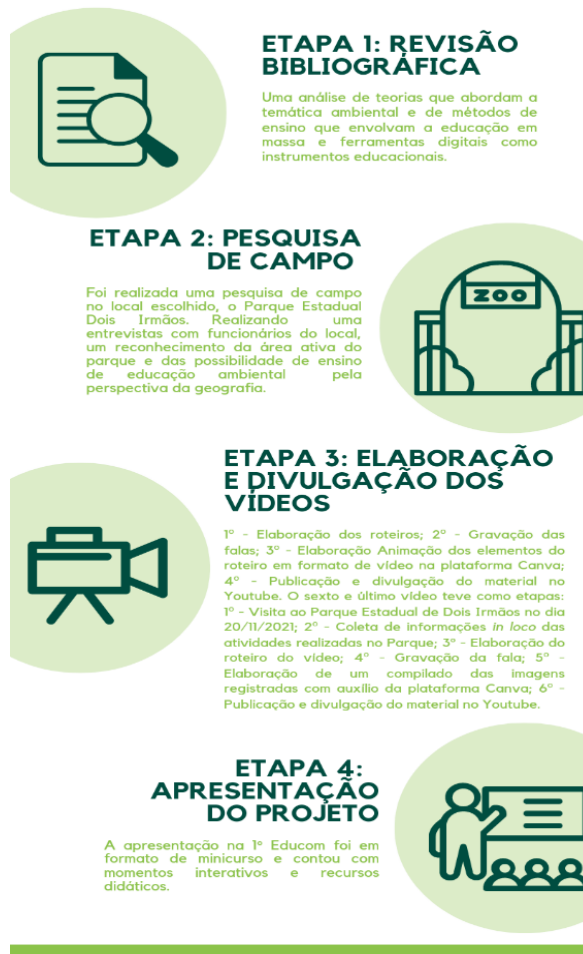 ETAPA 1: REVISÃO
BIBLIOGRÁFICA
Uma análise de teorias que abordam a
temática ambiental e de métodos de
ensino que envolvam a educação em
massa e ferramentas digitais como
instrumentos educacionais.
ETAPA 2: PESQUISA
DE CAMPO
Foi realizada uma pesquisa de campo
no local escolhido, o Parque Estadual
Dois Irmãos. Realizando uma
entrevistas com funcionários do local,
um reconhecimento da área ativa do
parque e das possibilidade de ensino
de educação ambiental pela
perspectiva da geografia.
ZOO
ETAPA 3: ELABORAÇÃO
E DIVULGAÇÃO DOS
VÍDEOS
1º - Elaboração dos roteiros; 2º - Gravação das
falas; 3º - Elaboração Animação dos elementos do
roteiro em formato de vídeo na plataforma Canva;
4º - Publicação e divulgação do material no
Youtube. O sexto e último vídeo teve como etapas:
1º - Visita ao Parque Estadual de Dois Irmãos no dia
20/11/2021; 2º - Coleta de informações in loco das
atividades realizadas no Parque; 3º - Elaboração do
roteiro do vídeo; 4º - Gravação da fala; 5º -
Elaboração de um compilado das imagens
registradas com auxílio da plataforma Canva; 6º -
Publicação e divulgação do material no Youtube.
ETAPA 4:
APRESENTAÇÃO
DO PROJETO
A apresentação na 1º Educom foi em
formato de minicurso e contou com
momentos interativos e recursos
didáticos.